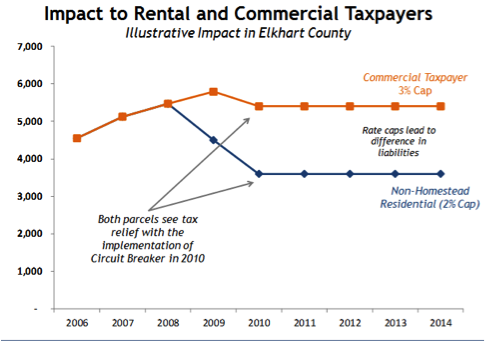 Impact to Rental and Commercial Taxpayers
Illustrative Impact in Elkhart County
7,000
6,000
5,000
4,000
3,000
2,000
1,000
-
Commercial Taxpayer
3% Cap
Rate caps lead to
difference in
liabilities
Non-Homestead
Residential (2% Cap)
Both parcels see tax
relief with the
implementation of
Circuit Breaker in 2010
2006 2007 2008 2009 2010 2011 2012 2013 2014